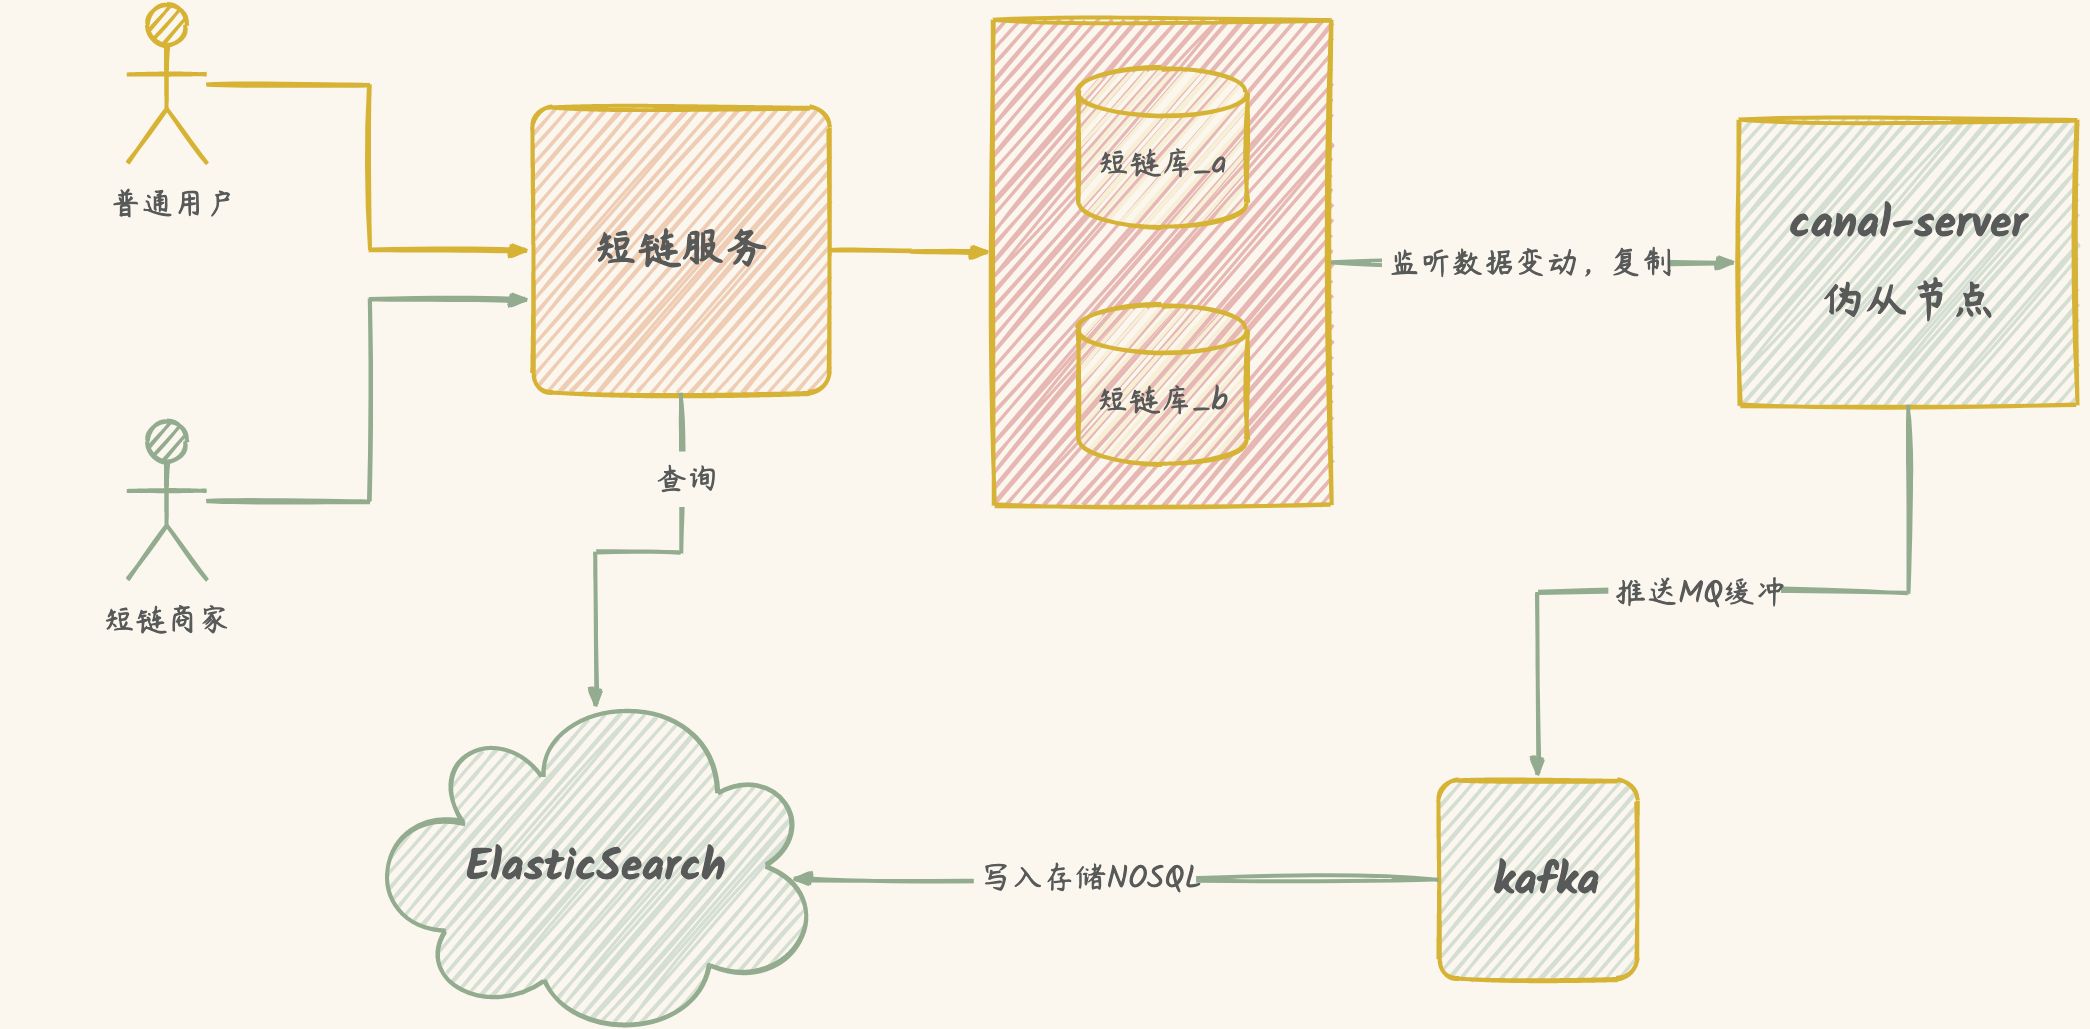 普通用户
短链服务
短链库_a
短链库_b
监听数据变动，复制
canal-server
伪从节点
短链商家
查询
推送MQ缓冲
ElasticSearch
写入存储NOSQL
kafka